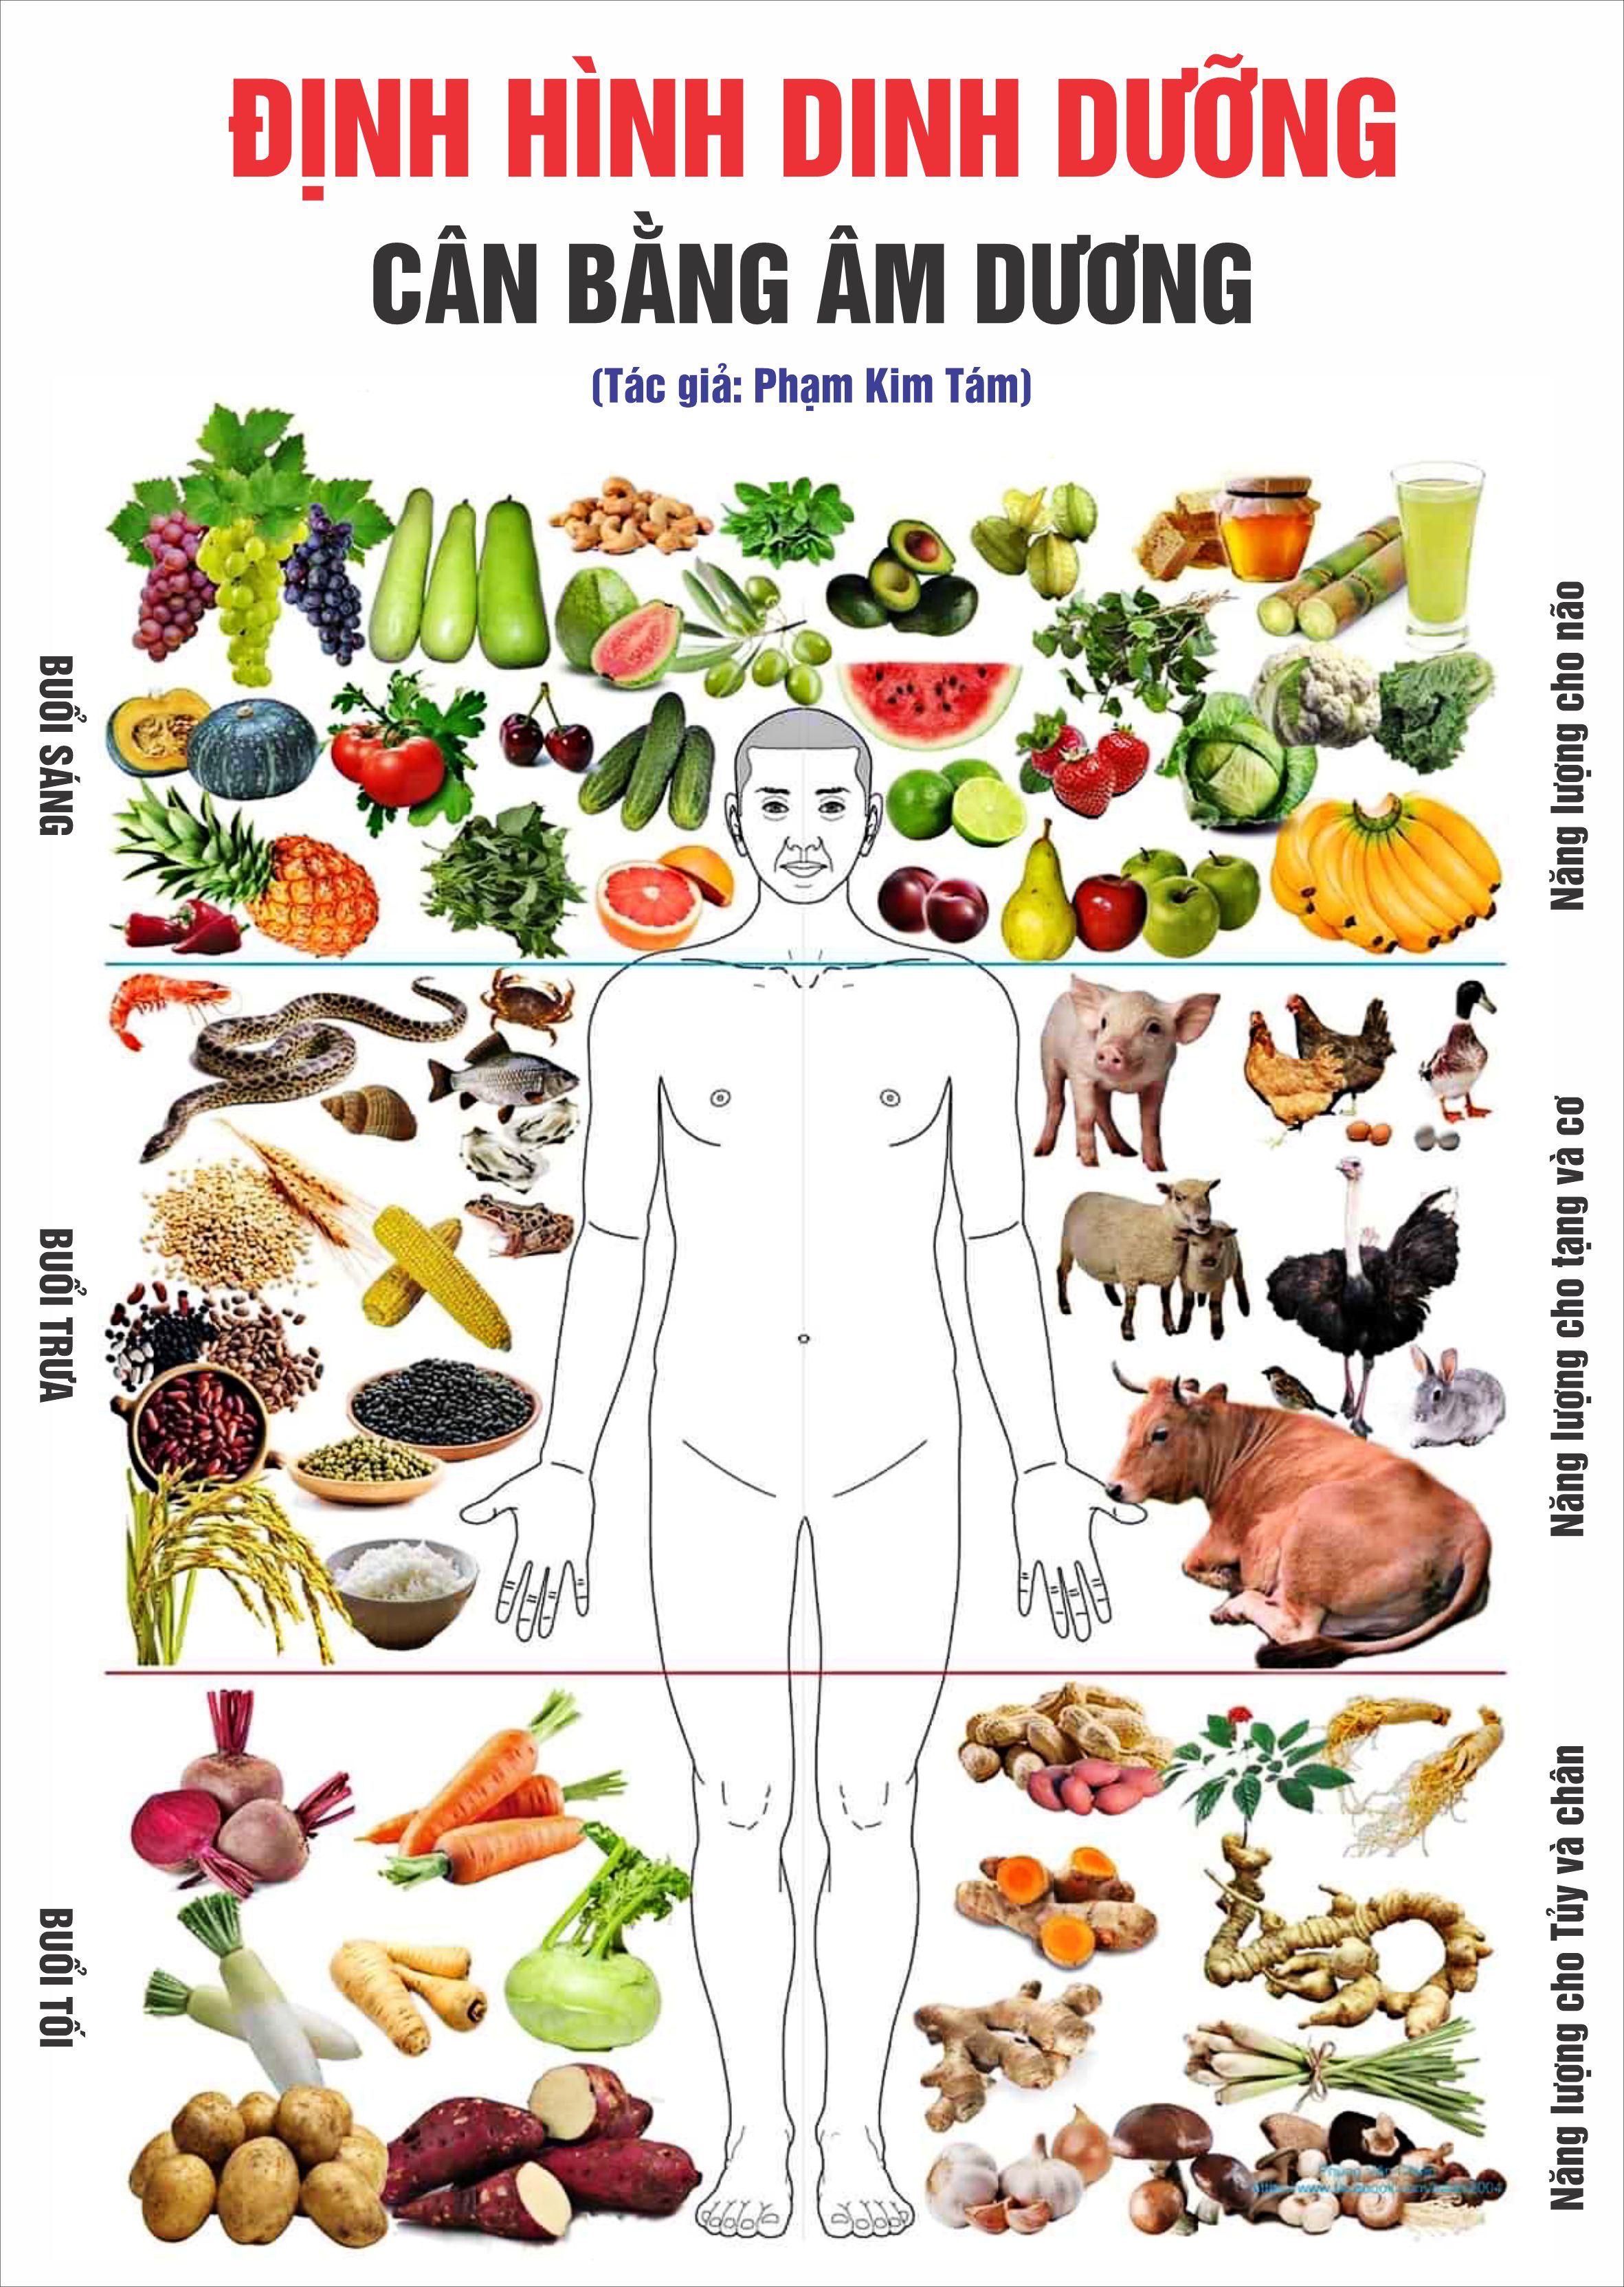 ĐỊNH HÌNH DINH DƯỠNG
CÂN BẰNG ÂM DƯƠNG
(Tác giả: Phạm Kim Tám)
BUỔI SÁNG
Năng lượng cho não
BUỔI TRƯA
Năng lượng cho tạng và cơ
BUỔI TỐI
Năng lượng cho Tủy và chân